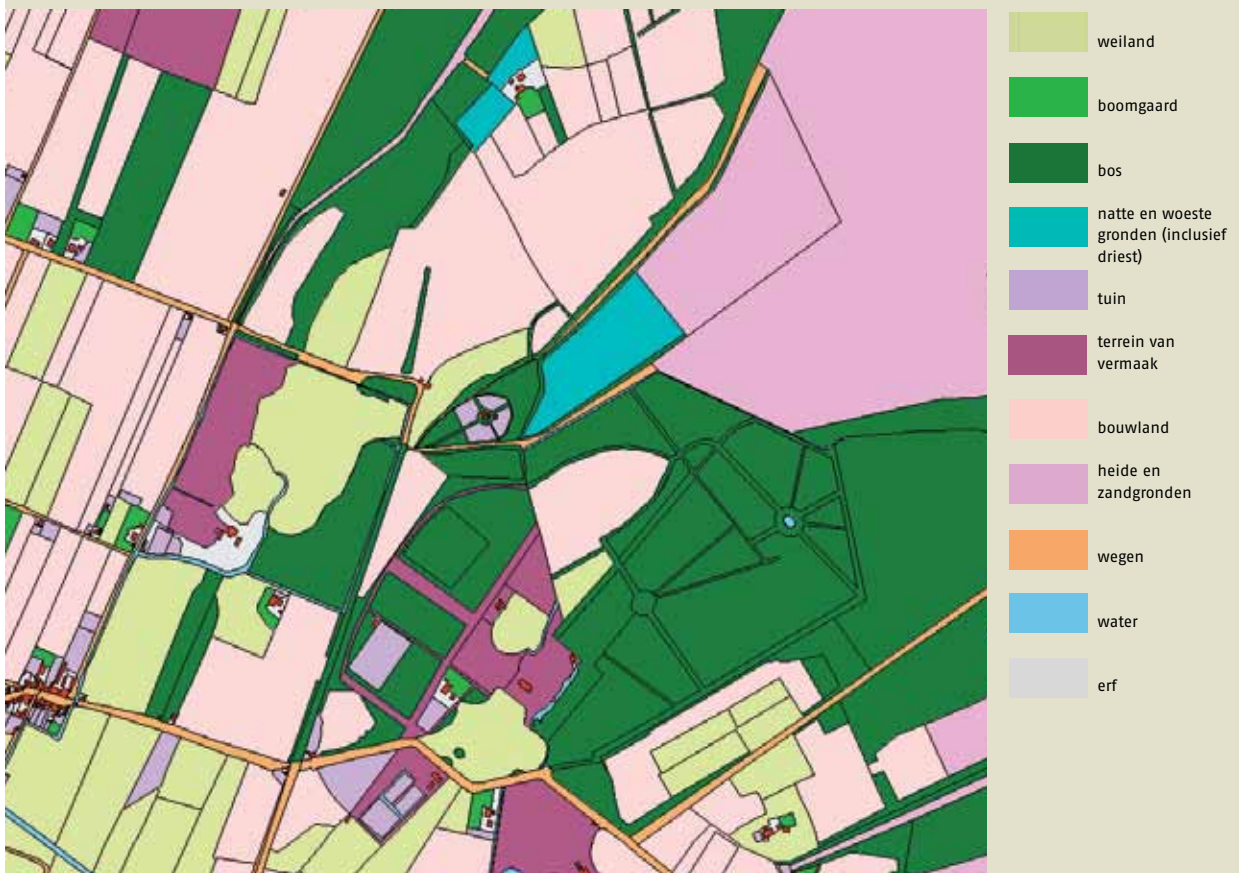 weiland
boomgaard
bos
natte en woeste
gronden (inclusief
driest)
tuin
terrein van
vermaak
bouwland
heide en
zandgronden
wegen
water
erf